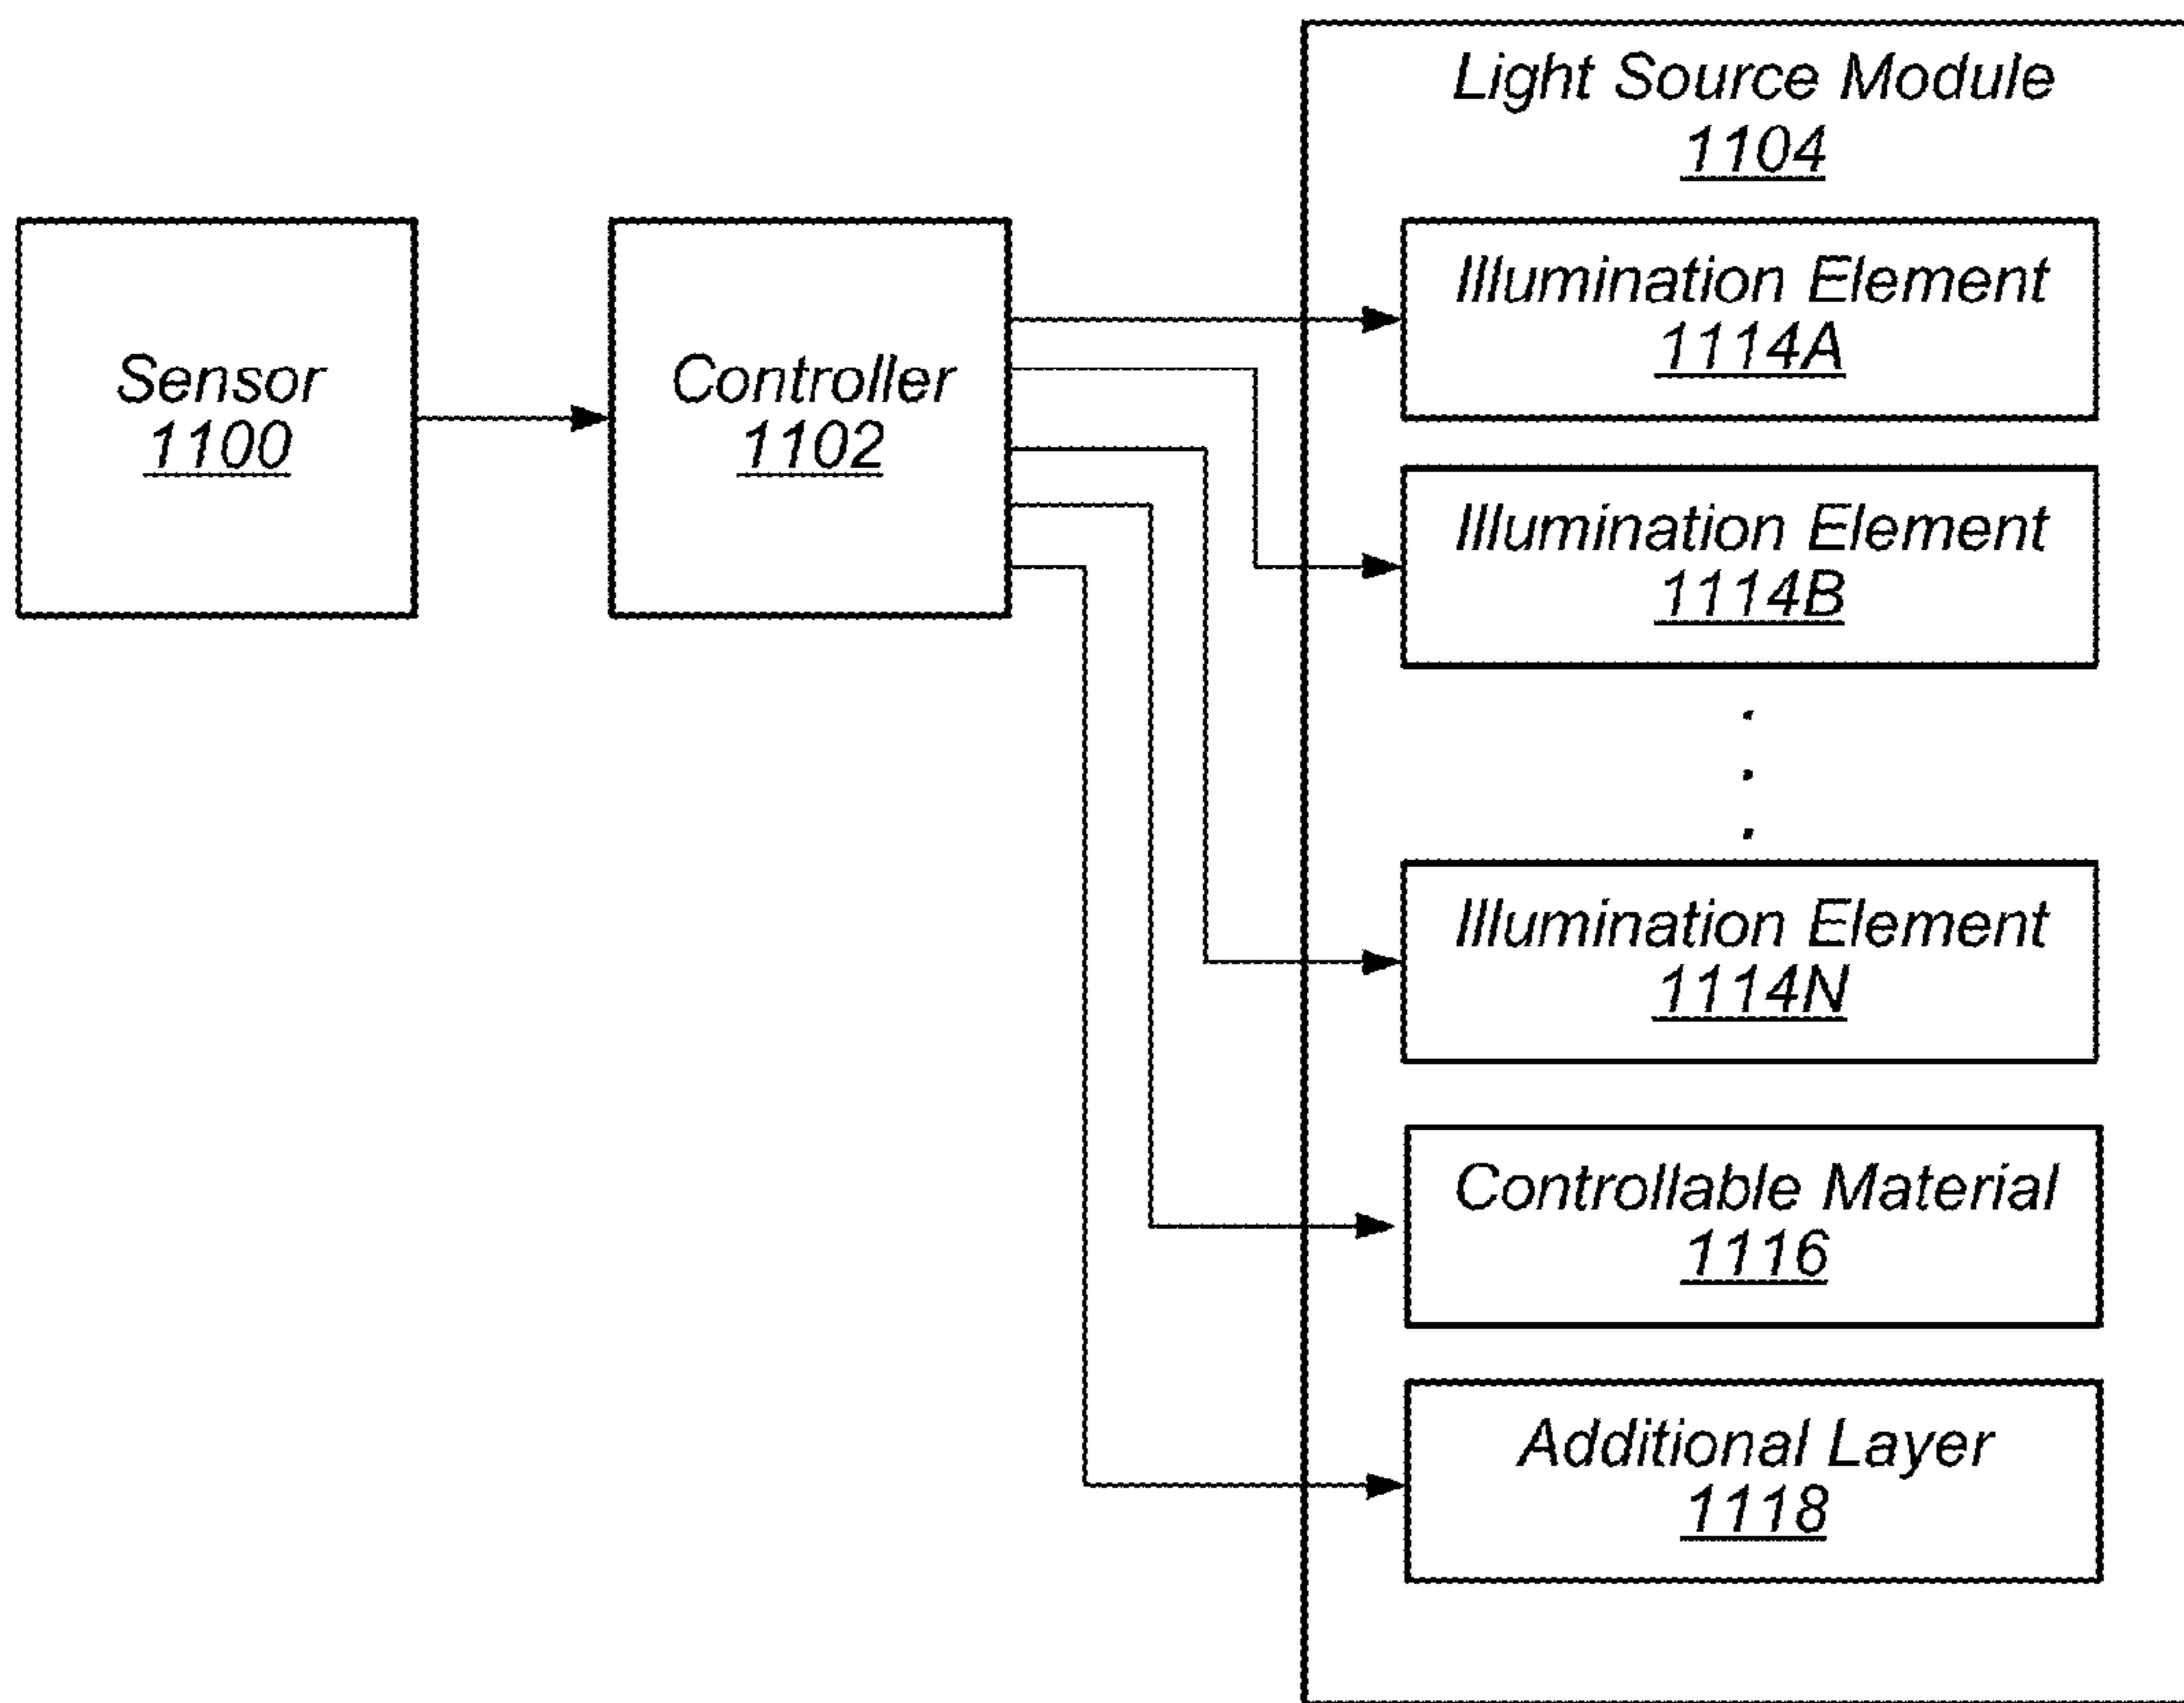 Light Source Module
1104
Sensor
1100
Controller
1102
Illumination Element
1114A
Illumination Element
1114B
Illumination Element
1114N
Controllable Material
1116
Additional Layer
1118